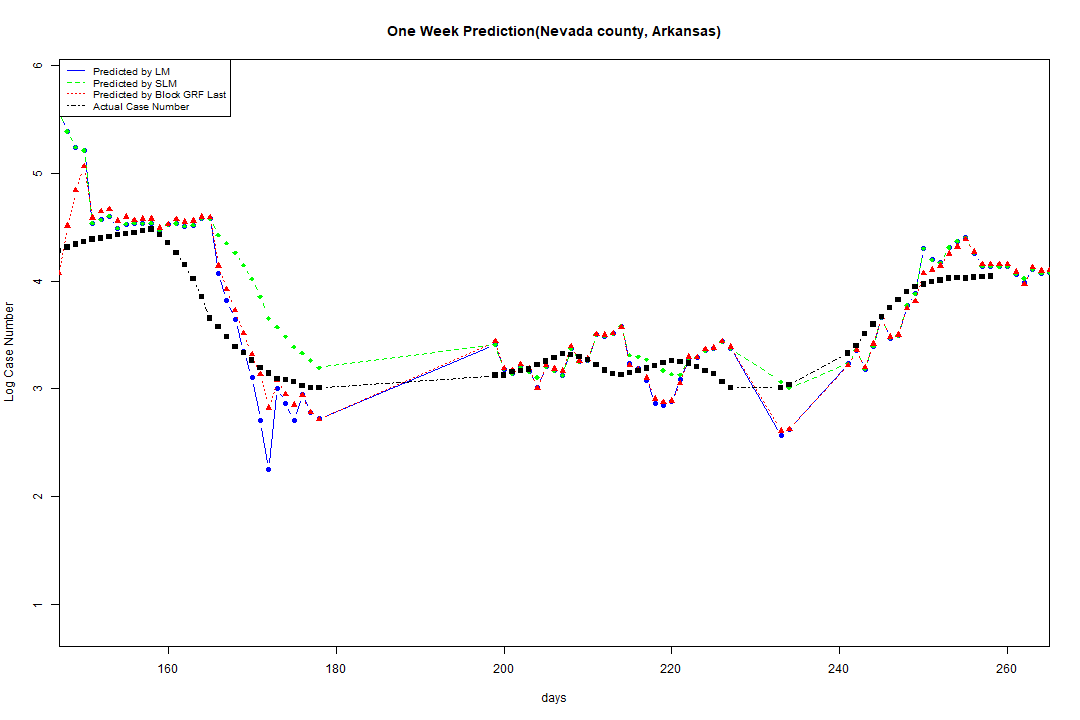 One Week Prediction(Nevada county, Arkansas)
Predicted by LM
Predicted by SLM
Predicted by Block GRF Last
Actual Case Number
Log Case Number
6
5
4
3
2
1
160 180 200 220 240 260
days